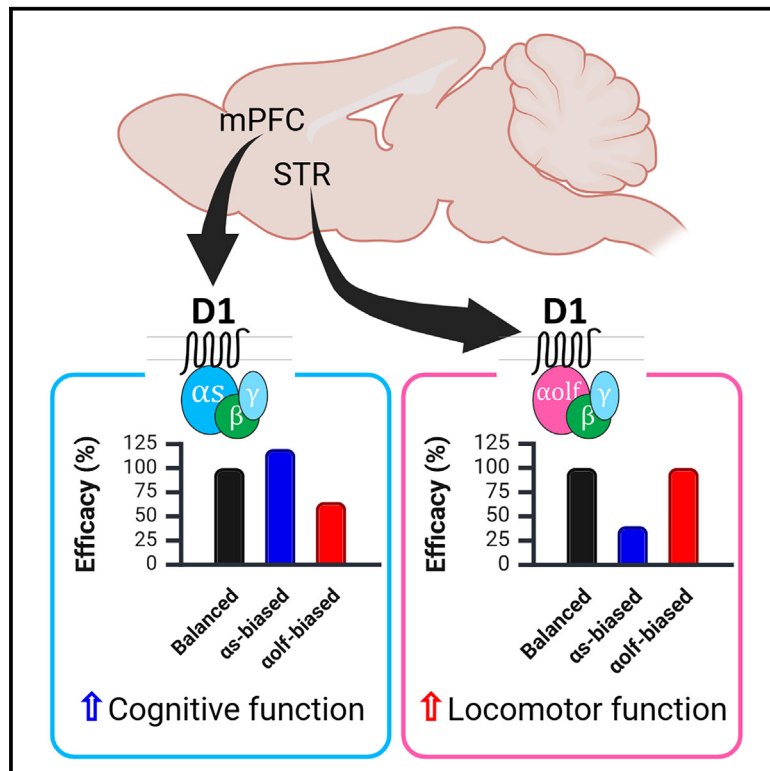 mPFC
STR
D1
αs
β
γ
Efficacy (%)
125
100
75
50
25
0
Balanced
αs-biased
αolf-biased
⇧ Cognitive function
D1
αolf
β
γ
Efficacy (%)
125
100
75
50
25
0
Balanced
αs-biased
αolf-biased
⇧ Locomotor function